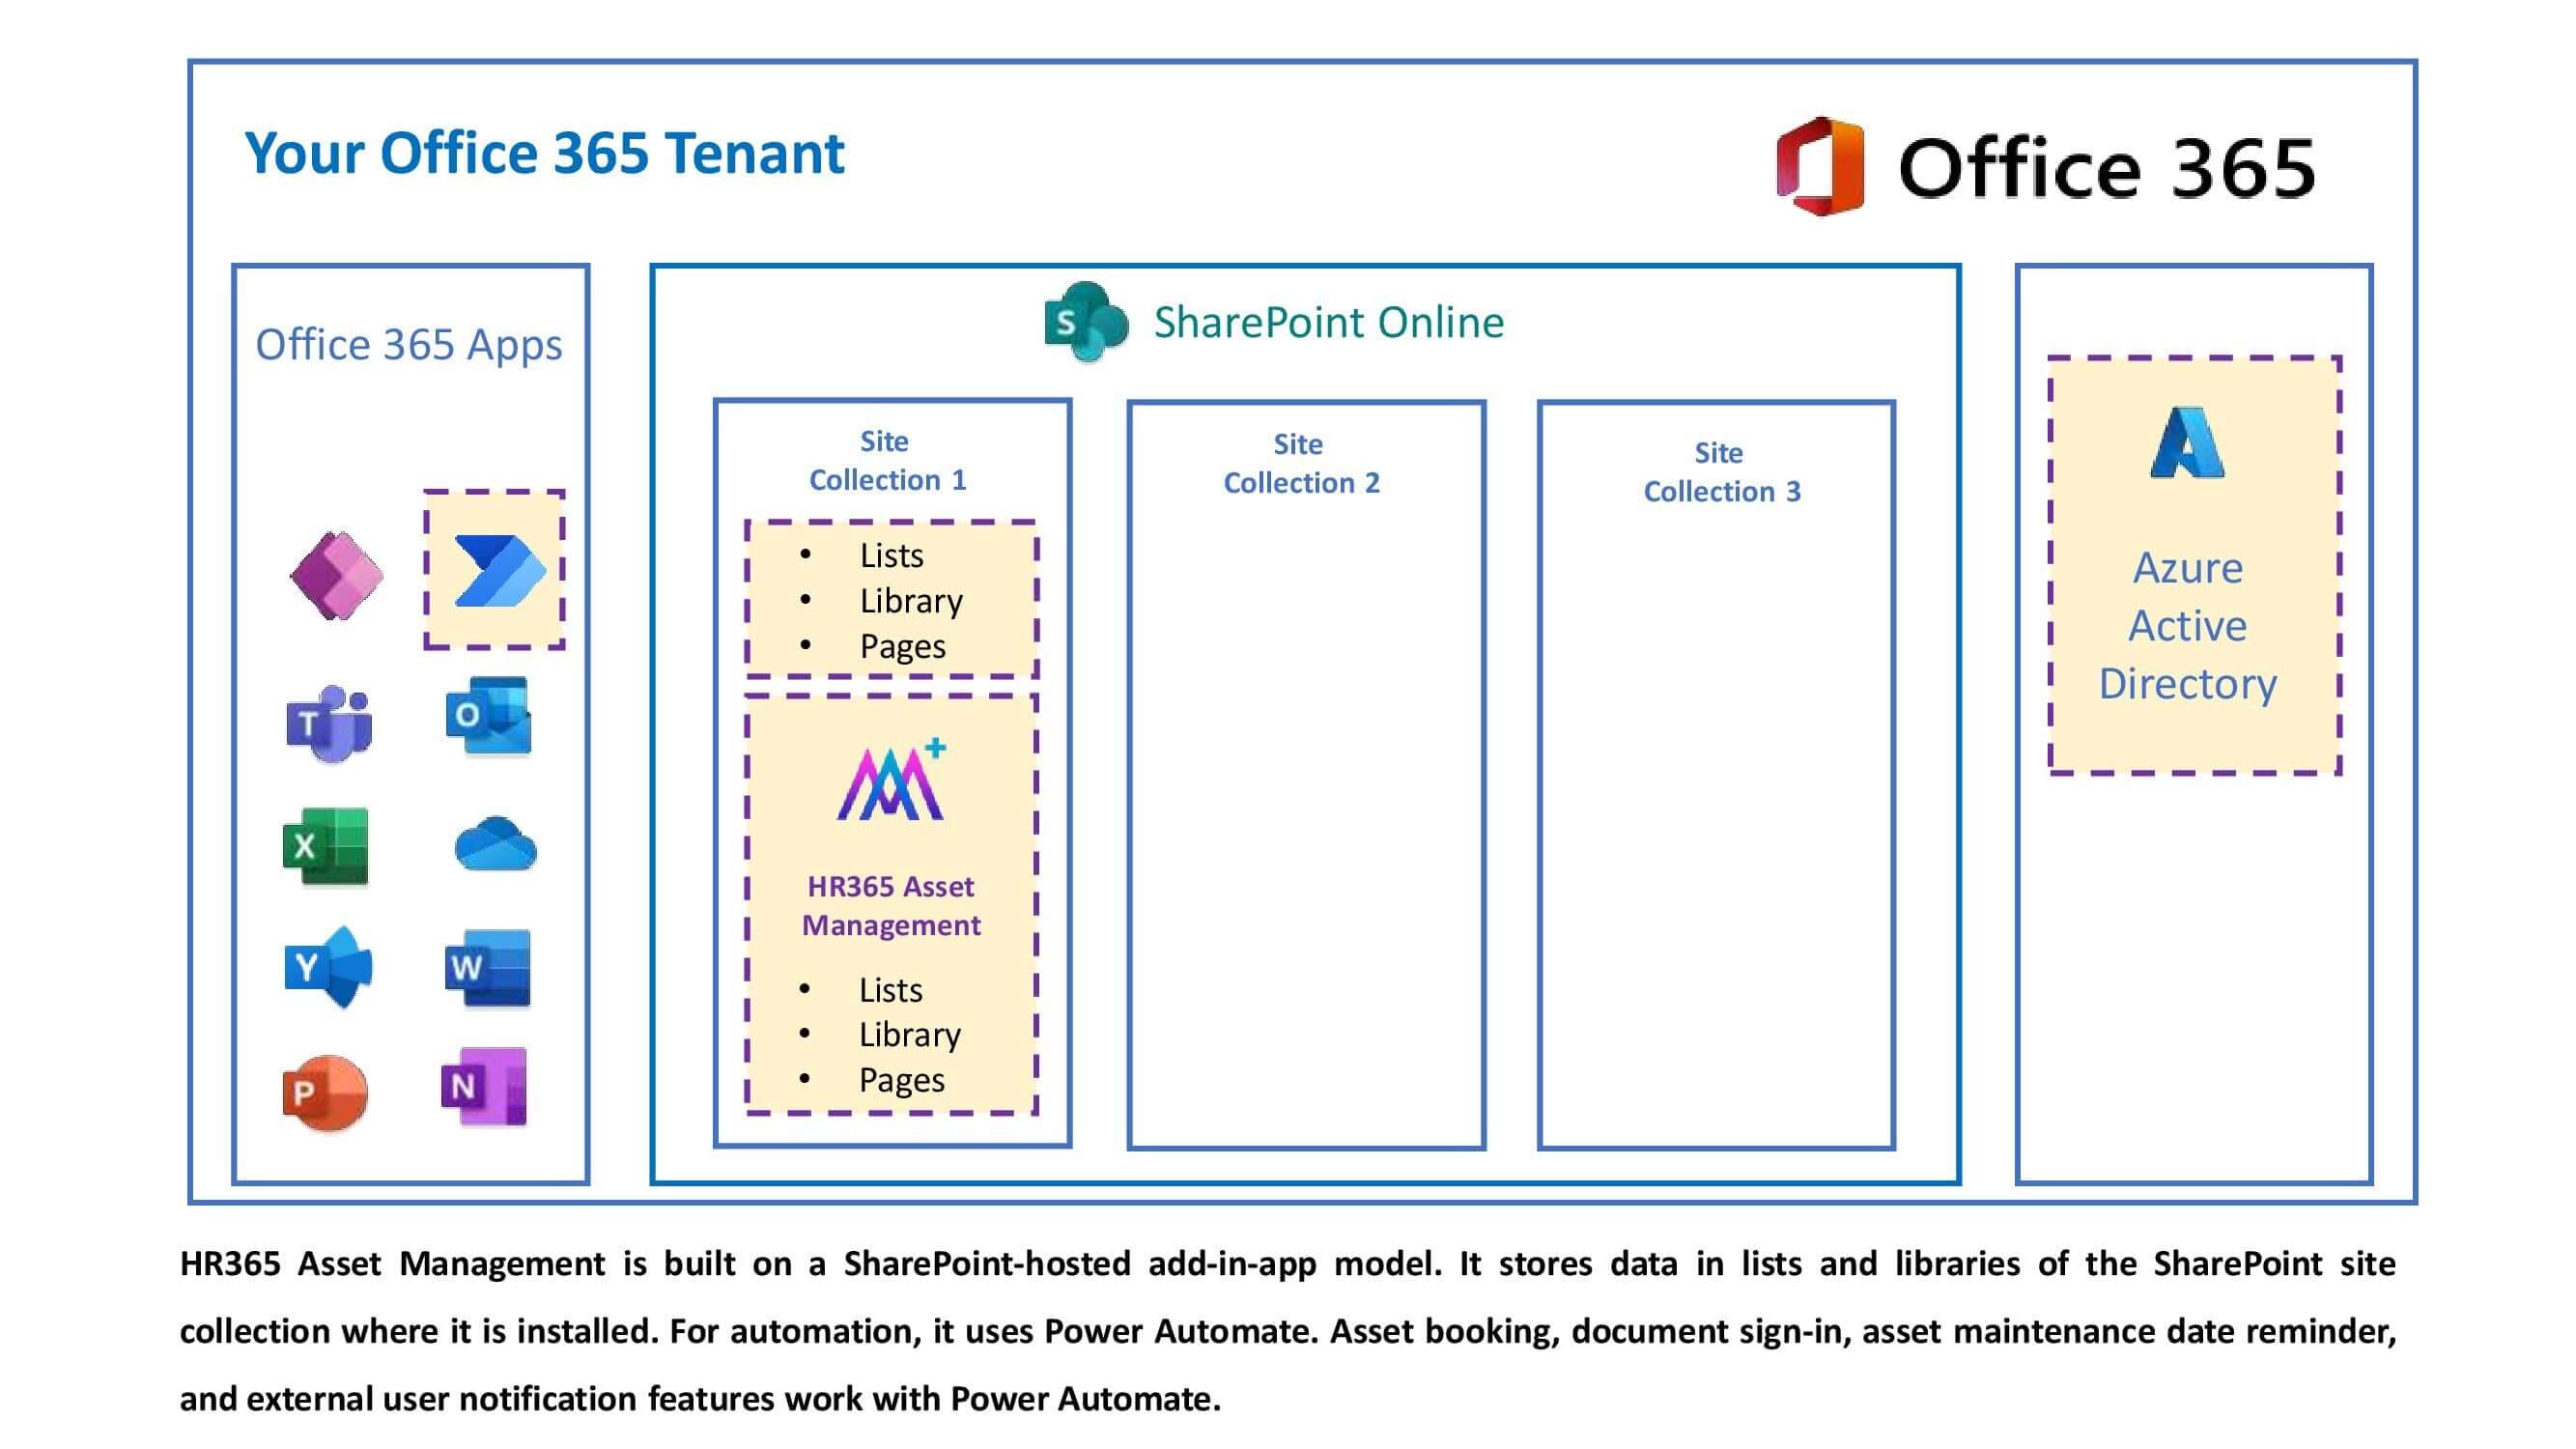 Your Office 365 Tenant
Office 365
Office 365 Apps
T
O
X
Y
W
P
N
S
SharePoint Online
Site
Collection 1
• Lists
• Library
• Pages
HR365 Asset
Management
• Lists
• Library
• Pages
Site
Collection 2
Site
Collection 3
Azure
Active
Directory
HR365 Asset Management is built on a SharePoint-hosted add-in-app model. It stores data in lists and libraries of the SharePoint site
collection where it is installed. For automation, it uses Power Automate. Asset booking, document sign-in, asset maintenance date reminder,
and external user notification features work with Power Automate.